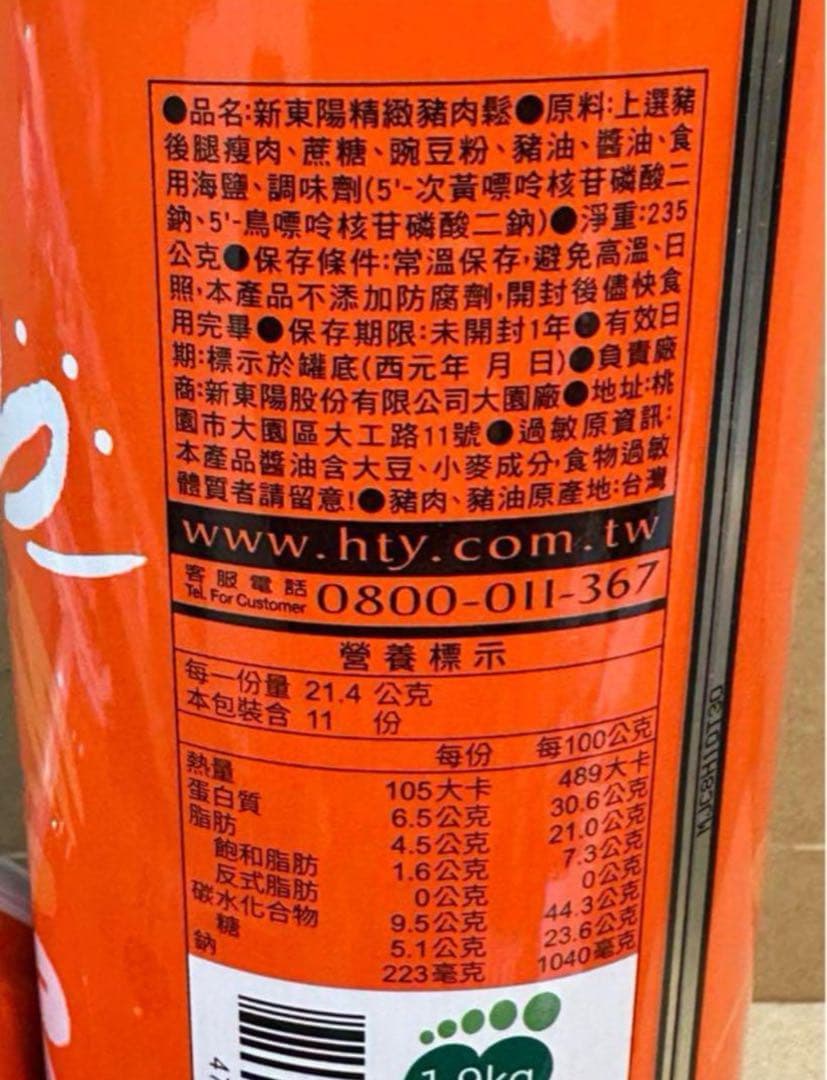 ●品名:新東陽精緻豬肉鬆●原料:上選豬
後腿瘦肉、蔗糖、豌豆粉、豬油、醬油、食
用海鹽、調味劑(5'-次黃嘌呤核苷磷酸二
鈉、5'-鳥嘌呤核苷磷酸二鈉)●淨重:235
公克●保存條件:常溫保存,避免高溫、日
照,本產品不添加防腐劑,開封後儘快食
用完畢●保存期限:未開封1年●有效日
期:標示於罐底(西元年 月 日)●負責廠
商:新東陽股份有限公司大園廠●地址:桃
園市大園區大工路11號●過敏原資訊:
本產品醬油含大豆、小麥成分,食物過敏
體質者請留意!●豬肉、豬油原產地:台灣
www.hty.com.tw
客服電話 0800-011-367
Tel. For Customer
營養標示
每一份量 21.4 公克
本包裝含 11 份
每份 每100公克
熱量 105大卡 489大卡
蛋白質 6.5公克 30.6公克
脂肪 4.5公克 21.0公克
飽和脂肪 1.6公克 7.3公克
反式脂肪 0公克 0公克
碳水化合物 9.5公克 44.3公克
糖 5.1公克 23.6公克
鈉 223毫克 1040毫克
47